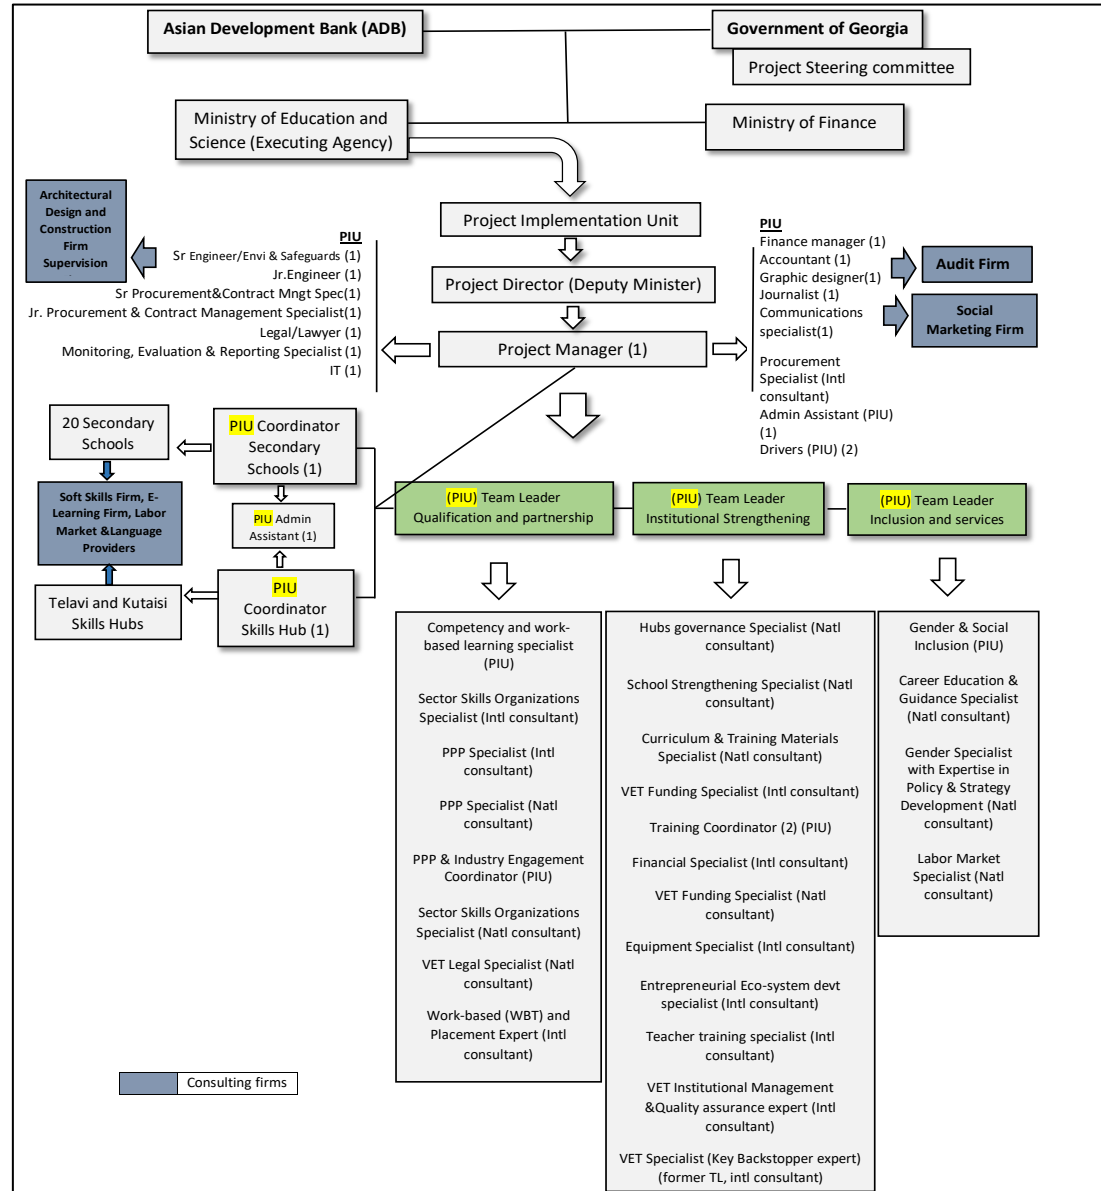 Asian Development Bank (ADB)
Government of Georgia
Project Steering committee
Ministry of Education and
Science (Executing Agency)
Ministry of Finance
Project Implementation Unit
Project Director (Deputy Minister)
Project Manager (1)
Architectural
Design and
Construction
Firm
Supervision
PIU
Sr Engineer/Envi & Safeguards (1)
Jr.Engineer (1)
Sr Procurement&Contract Mngt Spec(1)
Jr. Procurement & Contract Management Specialist(1)
Legal/Lawyer (1)
Monitoring, Evaluation & Reporting Specialist (1)
IT (1)
PIU
Finance manager (1)
Accountant (1)
Graphic designer(1)
Journalist (1)
Communications
specialist(1)
Procurement
Specialist (Intl
consultant)
Admin Assistant (PIU)
(1)
Drivers (PIU) (2)
Audit Firm
Social
Marketing Firm
20 Secondary
Schools
PIU Coordinator
Secondary
Schools (1)
Soft Skills Firm, E-
Learning Firm, Labor
Market &Language
Providers
PIU Admin
Assistant (1)
Telavi and Kutaisi
Skills Hubs
PIU
Coordinator
Skills Hub (1)
(PIU) Team Leader
Qualification and partnership
(PIU) Team Leader
Institutional Strengthening
(PIU) Team Leader
Inclusion and services
Competency and work-
based learning specialist
(PIU)
Sector Skills Organizations
Specialist (Intl consultant)
PPP Specialist (Intl
consultant)
PPP Specialist (Natl
consultant)
PPP & Industry Engagement
Coordinator (PIU)
Sector Skills Organizations
Specialist (Natl consultant)
VET Legal Specialist (Natl
consultant)
Work-based (WBT) and
Placement Expert (Intl
consultant)
Hubs governance Specialist (Natl
consultant)
School Strengthening Specialist (Natl
consultant)
Curriculum & Training Materials
Specialist (Natl consultant)
VET Funding Specialist (Intl consultant)
Training Coordinator (2) (PIU)
Financial Specialist (Intl consultant)
VET Funding Specialist (Natl
consultant)
Equipment Specialist (Intl consultant)
Entrepreneurial Eco-system devt
specialist (Intl consultant)
Teacher training specialist (Intl
consultant)
VET Institutional Management
&Quality assurance expert (Intl
consultant)
VET Specialist (Key Backstopper expert)
(former TL, intl consultant)
Gender & Social
Inclusion (PIU)
Career Education &
Guidance Specialist
(Natl consultant)
Gender Specialist
with Expertise in
Policy & Strategy
Development (Natl
consultant)
Labor Market
Specialist (Natl
consultant)
Consulting firms